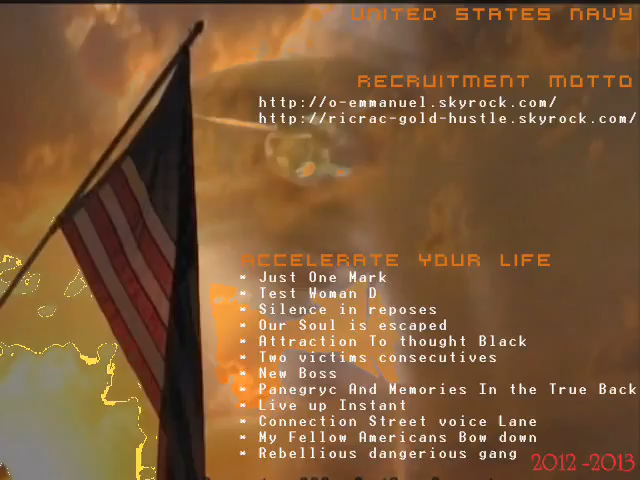 UNITED STATES NAVY
RECRUITMENT MOTTO
http://o-emmanuel.skyrock.com/
http://ricrac-gold-hustle.skyrock.com/
ACCELERATE YOUR LIFE
* Just One Mark
* Test Woman D
* Silence in reposes
* Our Soul is escaped
* Attraction To thought Black
* Two victims consecutives
* New Boss
* Panegryc And Memories In the True Back
* Live up Instant
* Connection Street voice Lane
* My Fellow Americans Bow down
* Rebellious dangerious gang
2012 -2013